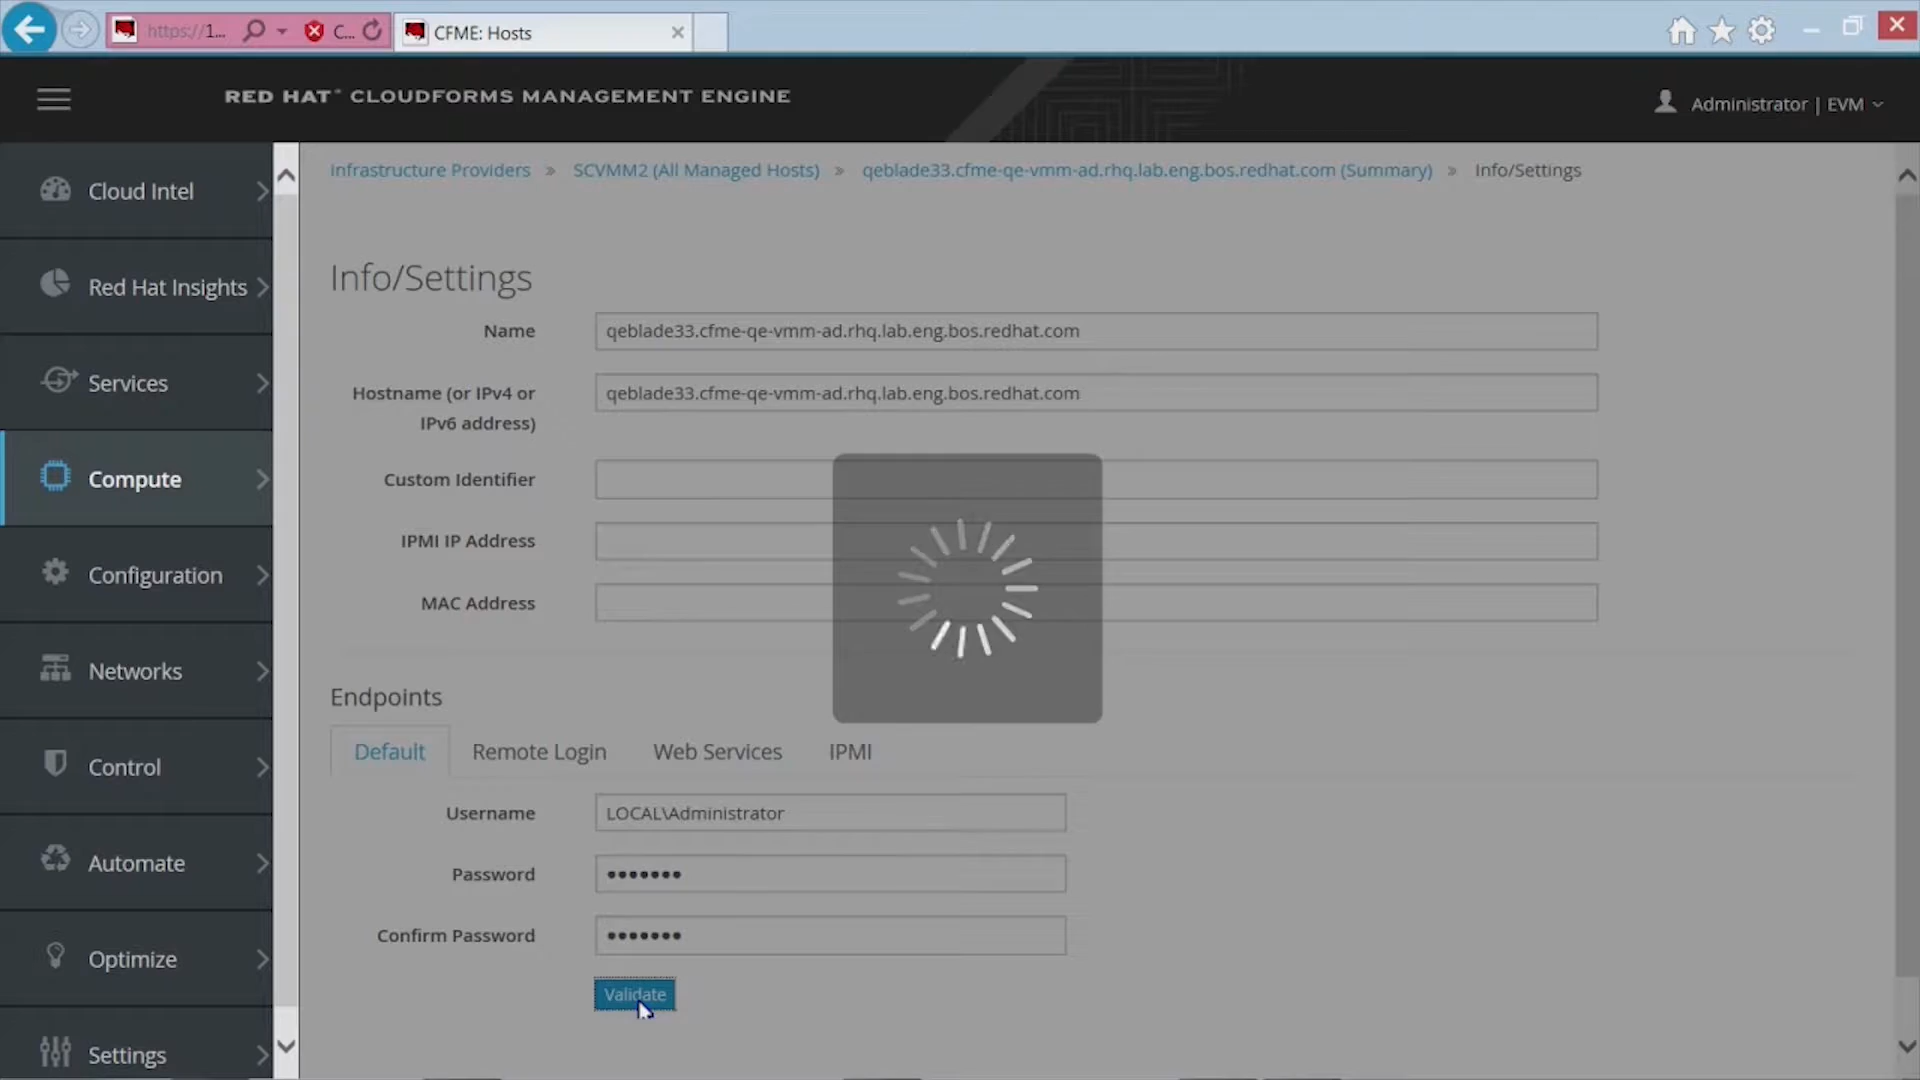 https://1...
C...
CFME: Hosts
RED HAT® CLOUDFORMS MANAGEMENT ENGINE
Administrator | EVM
Cloud Intel
Red Hat Insights
Services
Compute
Configuration
Networks
Control
Automate
Optimize
Settings
Infrastructure Providers » SCVMM2 (All Managed Hosts) » qeblade33.cfme-qe-vmm-ad.rhq.lab.eng.bos.redhat.com (Summary) » Info/Settings
Info/Settings
Name qeblade33.cfme-qe-vmm-ad.rhq.lab.eng.bos.redhat.com
Hostname (or IPv4 or
IPv6 address) qeblade33.cfme-qe-vmm-ad.rhq.lab.eng.bos.redhat.com
Custom Identifier
IPMI IP Address
MAC Address
Endpoints
Default Remote Login Web Services IPMI
Username LOCAL\Administrator
Password •••••••
Confirm Password •••••••
Validate